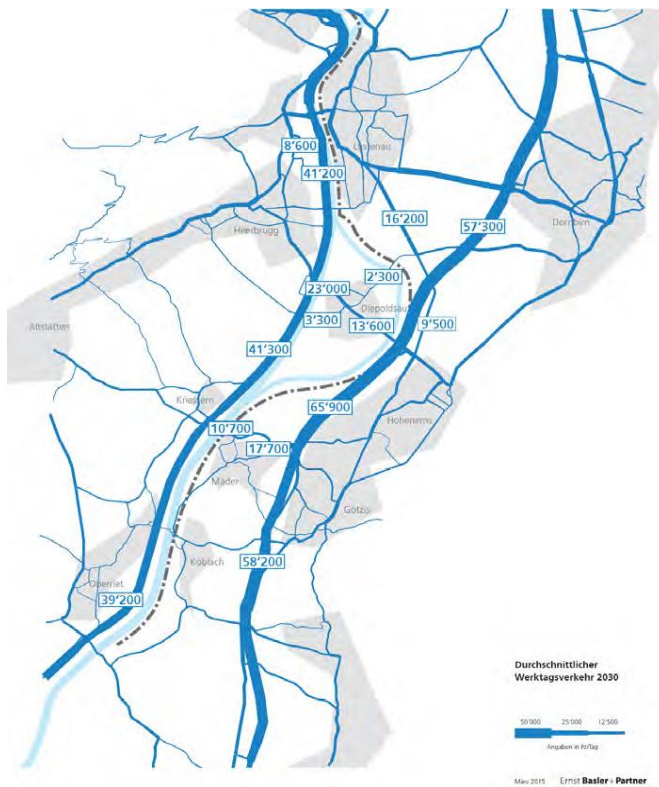 8'600
Lustenau
41'200
16'200
57'300
Dornbirn
Heerbrugg
2'300
23'000
Diepoldsau
3'300
13'600
9'500
Altstätten
41'300
Kriessern
65'900
10'700
Hohenems
17'700
Mäder
Götzis
Koblach
58'200
Oberriet
39'200
Durchschnittlicher
Werktagsverkehr 2030
50'000 25'000 12'500
Angaben in Fz/Tag
März 2015 Ernst Basler + Partner